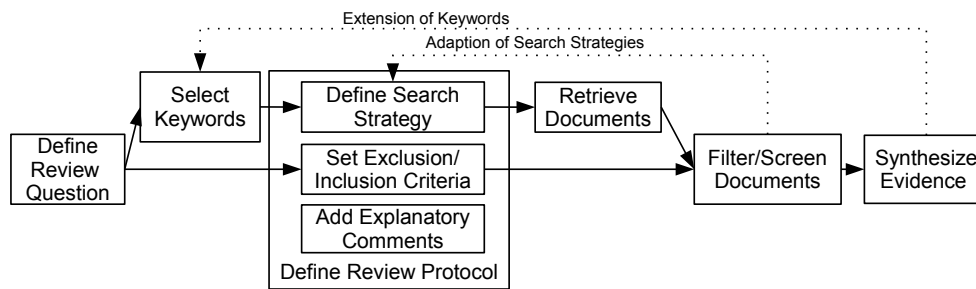 Extension of Keywords
Adaption of Search Strategies
Select
Keywords
Define Search
Strategy
Retrieve
Documents
Define
Review
Question
Set Exclusion/
Inclusion Criteria
Filter/Screen
Documents
Synthesize
Evidence
Add Explanatory
Comments
Define Review Protocol